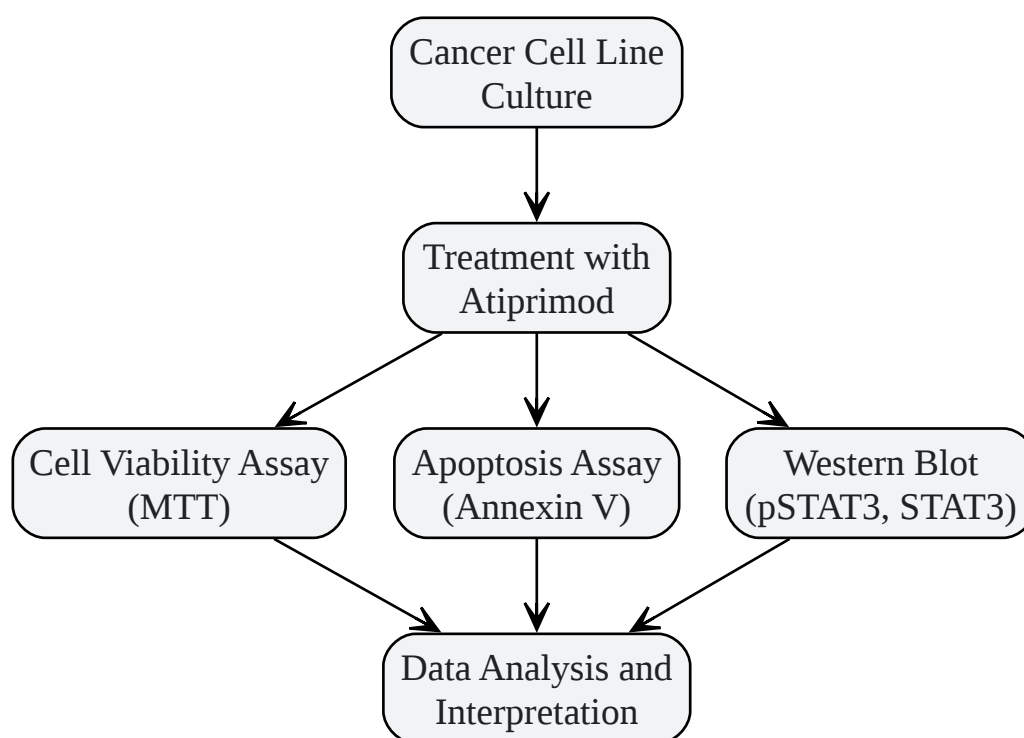 Cancer Cell Line
Culture
Treatment with
Atiprimod
Cell Viability Assay
(MTT)
Apoptosis Assay
(Annexin V)
Western Blot
(pSTAT3, STAT3)
Data Analysis and
Interpretation